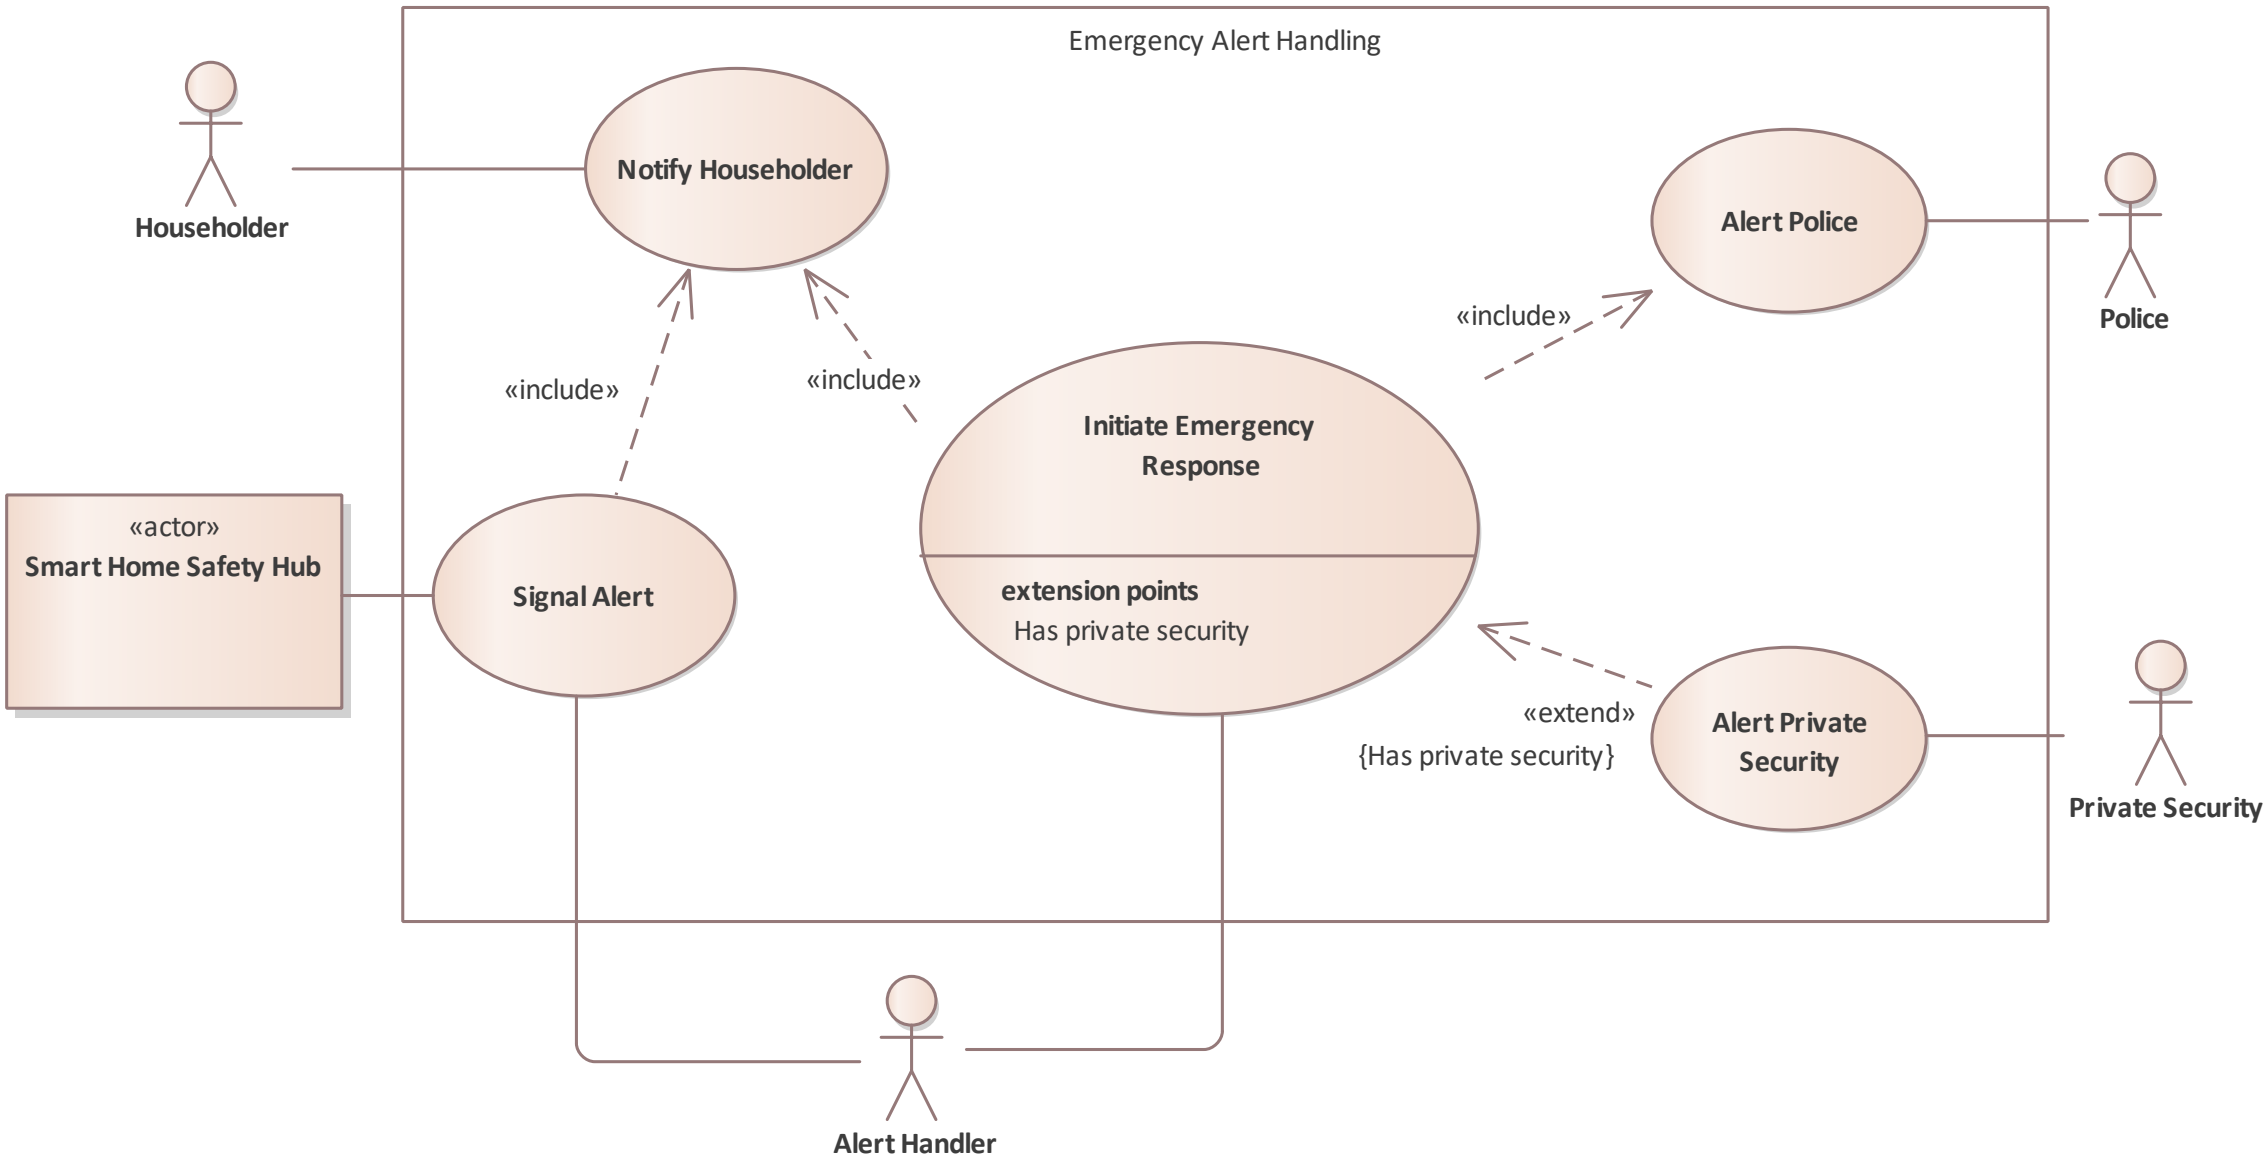 Emergency Alert Handling
Householder
Notify Householder
Alert Police
Police
«include»
«include»
«include»
Initiate Emergency
Response
extension points
Has private security
«actor»
Smart Home Safety Hub
Signal Alert
«extend»
{Has private security}
Alert Private
Security
Private Security
Alert Handler